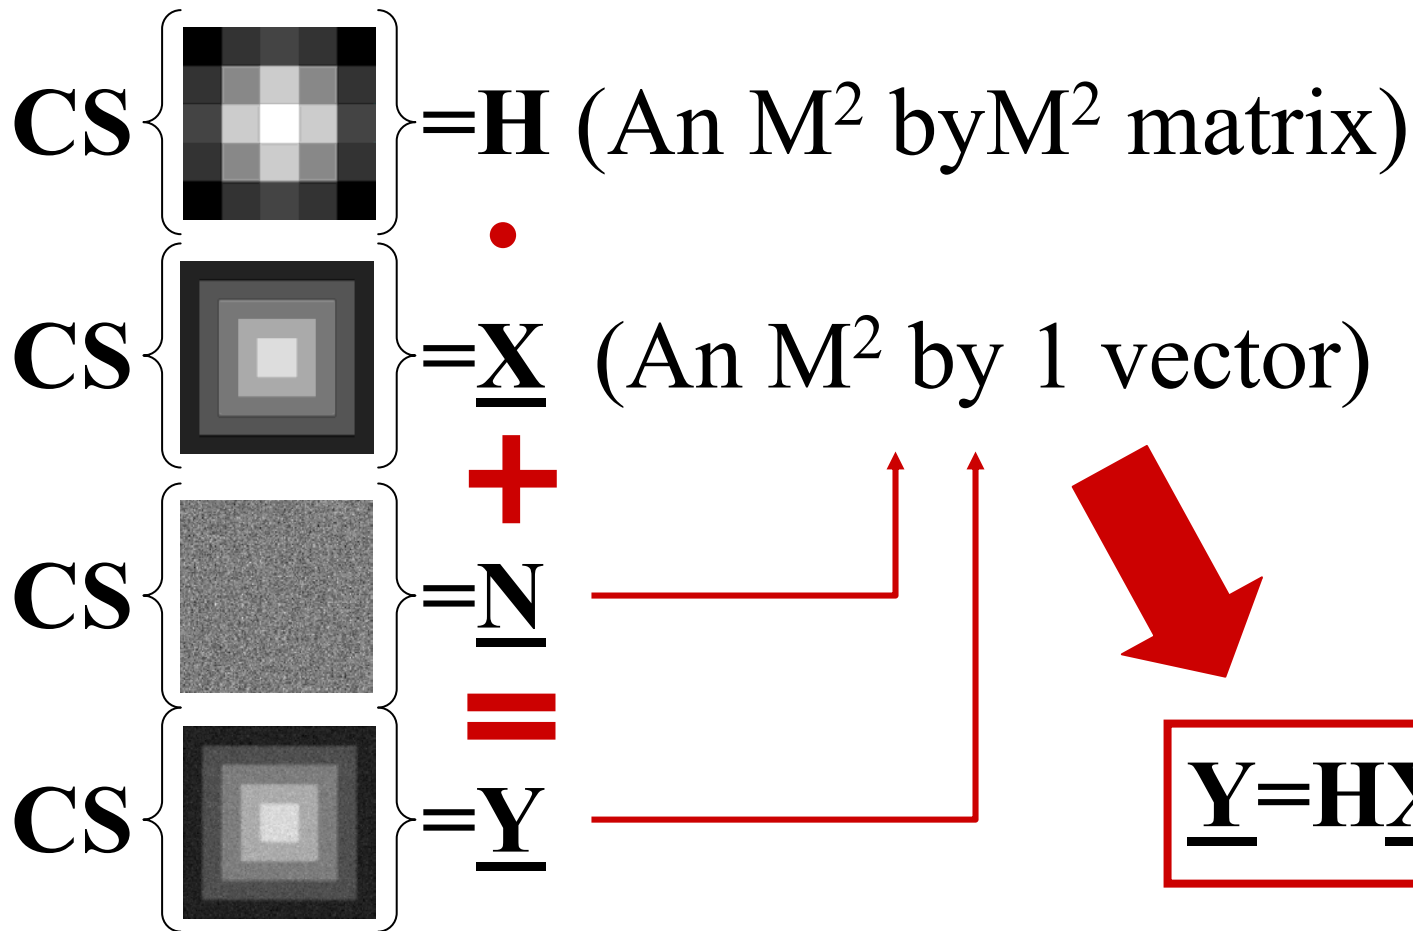 CS =H (An M² byM² matrix)
•
CS =X (An M² by 1 vector)
+
CS =N
=
CS =Y
Y=H